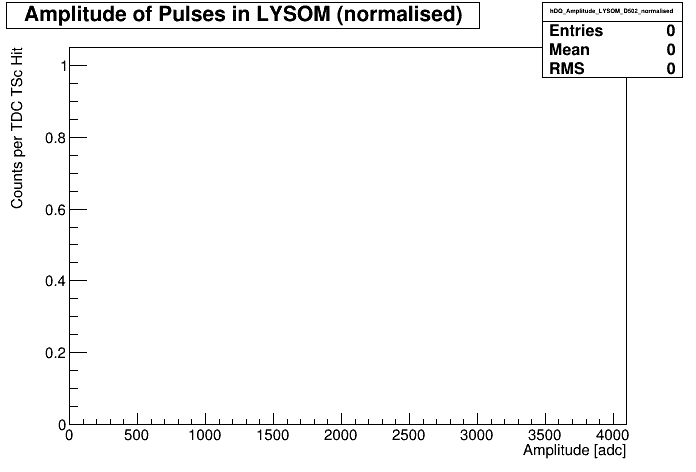 Amplitude of Pulses in LYSOM (normalised)
hDQ_Amplitude_LYSOM_D502_normalised
Entries 0
Mean 0
RMS 0
Counts per TDC TSc Hit
1
0.8
0.6
0.4
0.2
0
0 500 1000 1500 2000 2500 3000 3500 4000
Amplitude [adc]